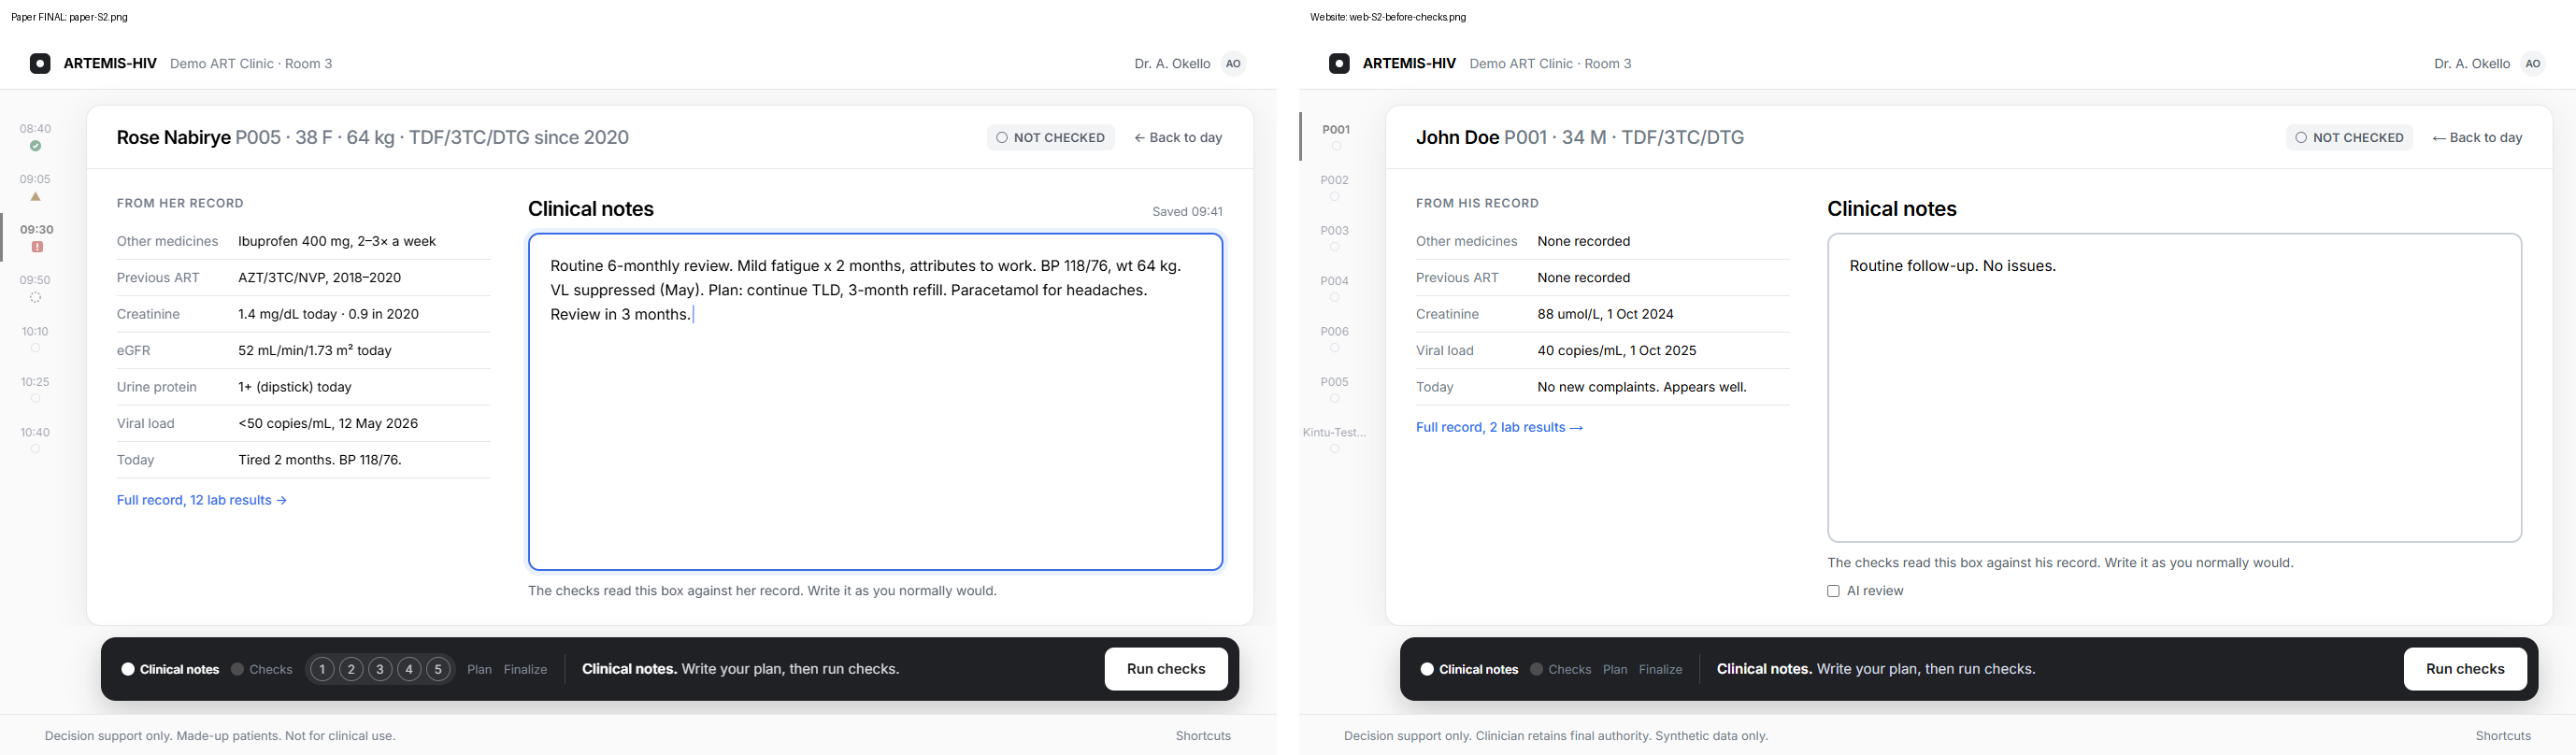 Paper FINAL: paper-S2.png
ARTEMIS-HIV Demo ART Clinic · Room 3
Dr. A. Okello AO
08:40
09:05
09:30
09:50
10:10
10:25
10:40
Rose Nabirye P005 · 38 F · 64 kg · TDF/3TC/DTG since 2020
NOT CHECKED
← Back to day
FROM HER RECORD
Other medicines Ibuprofen 400 mg, 2–3× a week
Previous ART AZT/3TC/NVP, 2018–2020
Creatinine 1.4 mg/dL today · 0.9 in 2020
eGFR 52 mL/min/1.73 m² today
Urine protein 1+ (dipstick) today
Viral load <50 copies/mL, 12 May 2026
Today Tired 2 months. BP 118/76.
Full record, 12 lab results →
Clinical notes
Saved 09:41
Routine 6-monthly review. Mild fatigue x 2 months, attributes to work. BP 118/76, wt 64 kg.
VL suppressed (May). Plan: continue TLD, 3-month refill. Paracetamol for headaches.
Review in 3 months.
The checks read this box against her record. Write it as you normally would.
Clinical notes Checks 1 2 3 4 5 Plan Finalize Clinical notes. Write your plan, then run checks. Run checks
Decision support only. Made-up patients. Not for clinical use.
Shortcuts
Website: web-S2-before-checks.png
ARTEMIS-HIV Demo ART Clinic · Room 3
Dr. A. Okello AO
P001
P002
P003
P004
P006
P005
Kintu-Test...
John Doe P001 · 34 M · TDF/3TC/DTG
NOT CHECKED
← Back to day
FROM HIS RECORD
Other medicines None recorded
Previous ART None recorded
Creatinine 88 umol/L, 1 Oct 2024
Viral load 40 copies/mL, 1 Oct 2025
Today No new complaints. Appears well.
Full record, 2 lab results →
Clinical notes
Routine follow-up. No issues.
The checks read this box against his record. Write it as you normally would.
AI review
Clinical notes Checks Plan Finalize Clinical notes. Write your plan, then run checks. Run checks
Decision support only. Clinician retains final authority. Synthetic data only.
Shortcuts